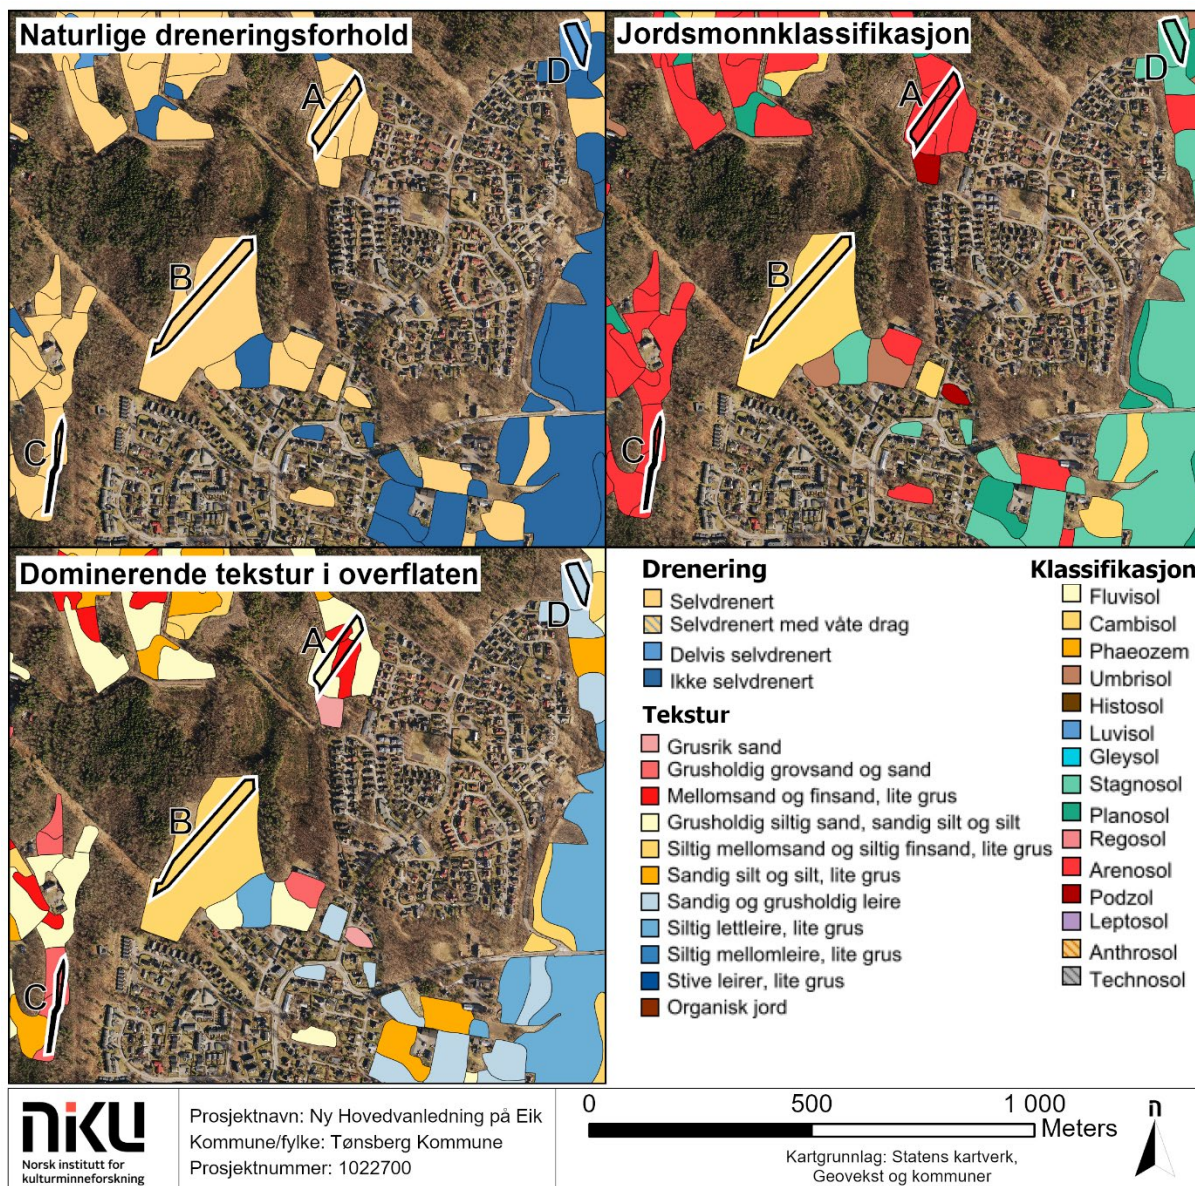 Naturlige dreneringsforhold
A
B
C
D
Jordsmonnklassifikasjon
A
B
C
D
Dominerende tekstur i overflaten
A
B
C
D
Drenering
Selvdrenert
Selvdrenert med våte drag
Delvis selvdrenert
Ikke selvdrenert
Tekstur
Grusrik sand
Grusholdig grovsand og sand
Mellomsand og finsand, lite grus
Grusholdig siltig sand, sandig silt og silt
Siltig mellomsand og siltig finsand, lite grus
Sandig silt og silt, lite grus
Sandig og grusholdig leire
Siltig lettleire, lite grus
Siltig mellomleire, lite grus
Stive leirer, lite grus
Organisk jord
Klassifikasjon
Fluvisol
Cambisol
Phaeozem
Umbrisol
Histosol
Luvisol
Gleysol
Stagnosol
Planosol
Regosol
Arenosol
Podzol
Leptosol
Anthrosol
Technosol
NIKU
Norsk institutt for
kulturminneforskning
Prosjektnavn: Ny Hovedvanledning på Eik
Kommune/fylke: Tønsberg Kommune
Prosjektnummer: 1022700
0 500 1 000
Meters
Kartgrunnlag: Statens kartverk,
Geovekst og kommuner